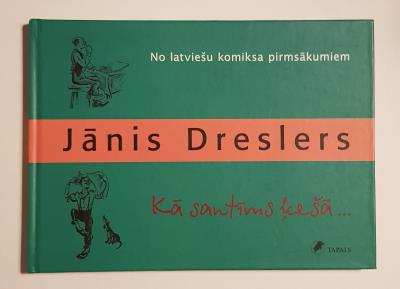 No latviešu komiksa pirmsākumiem
Jānis Dreslers
Kā santīms ķešā...
TAPALS